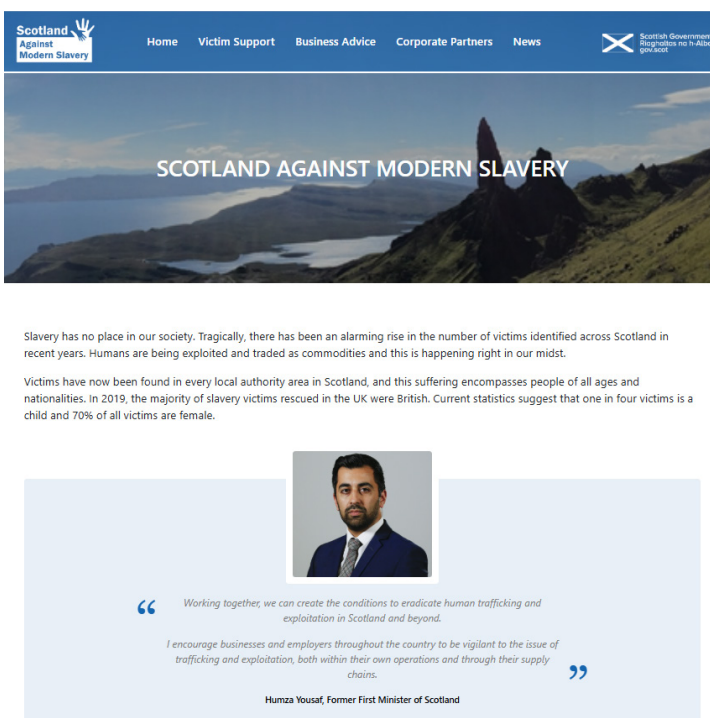 Scotland
Against
Modern Slavery
Home Victim Support Business Advice Corporate Partners News
Scottish Government
Riaghaltas na h-Alba
gov.scot
SCOTLAND AGAINST MODERN SLAVERY
Slavery has no place in our society. Tragically, there has been an alarming rise in the number of victims identified across Scotland in
recent years. Humans are being exploited and traded as commodities and this is happening right in our midst.
Victims have now been found in every local authority area in Scotland, and this suffering encompasses people of all ages and
nationalities. In 2019, the majority of slavery victims rescued in the UK were British. Current statistics suggest that one in four victims is a
child and 70% of all victims are female.
“ Working together, we can create the conditions to eradicate human trafficking and
exploitation in Scotland and beyond.
I encourage businesses and employers throughout the country to be vigilant to the issue of
trafficking and exploitation, both within their own operations and through their supply
chains. ”
Humza Yousaf, Former First Minister of Scotland